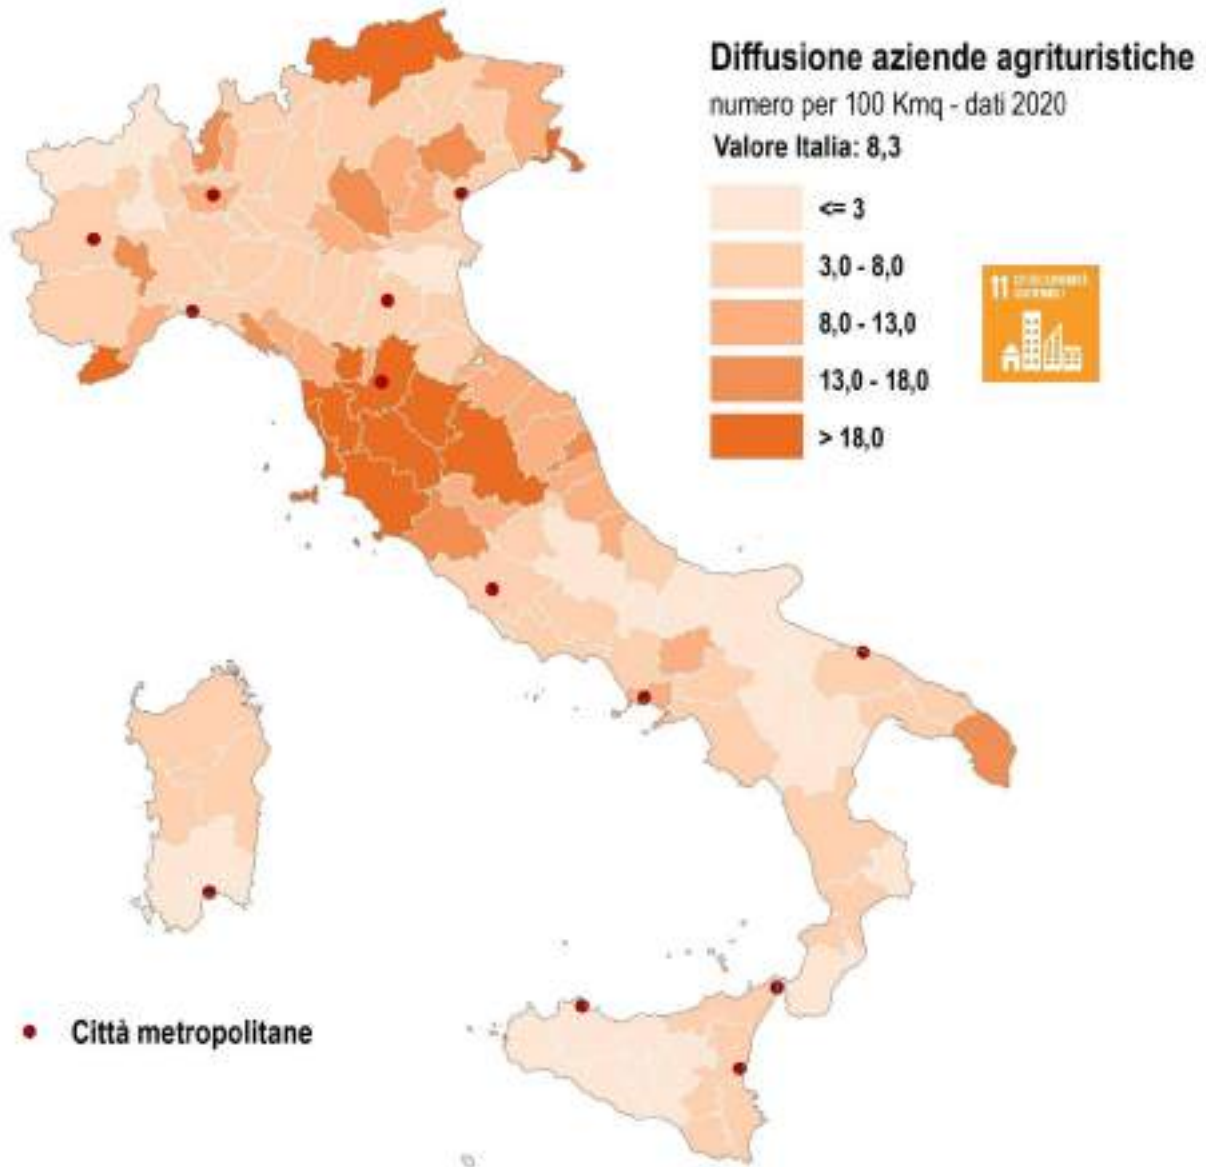 Diffusione aziende agrituristiche
numero per 100 Kmq - dati 2020
Valore Italia: 8,3
<= 3
3,0 - 8,0
8,0 - 13,0
13,0 - 18,0
> 18,0
11
Città metropolitane